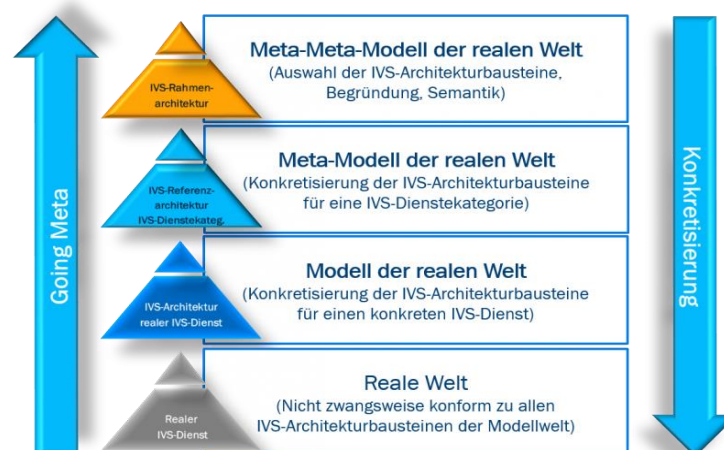 Going Meta
IVS-Rahmen-
architektur
Meta-Meta-Modell der realen Welt
(Auswahl der IVS-Architekturbausteine,
Begründung, Semantik)
IVS-Referenz-
architektur
IVS-Dienstekateg.
Meta-Modell der realen Welt
(Konkretisierung der IVS-Architekturbausteine
für eine IVS-Dienstekategorie)
IVS-Architektur
realer IVS-Dienst
Modell der realen Welt
(Konkretisierung der IVS-Architekturbausteine
für einen konkreten IVS-Dienst)
Realer
IVS-Dienst
Reale Welt
(Nicht zwangsweise konform zu allen
IVS-Architekturbausteinen der Modellwelt)
Konkretisierung